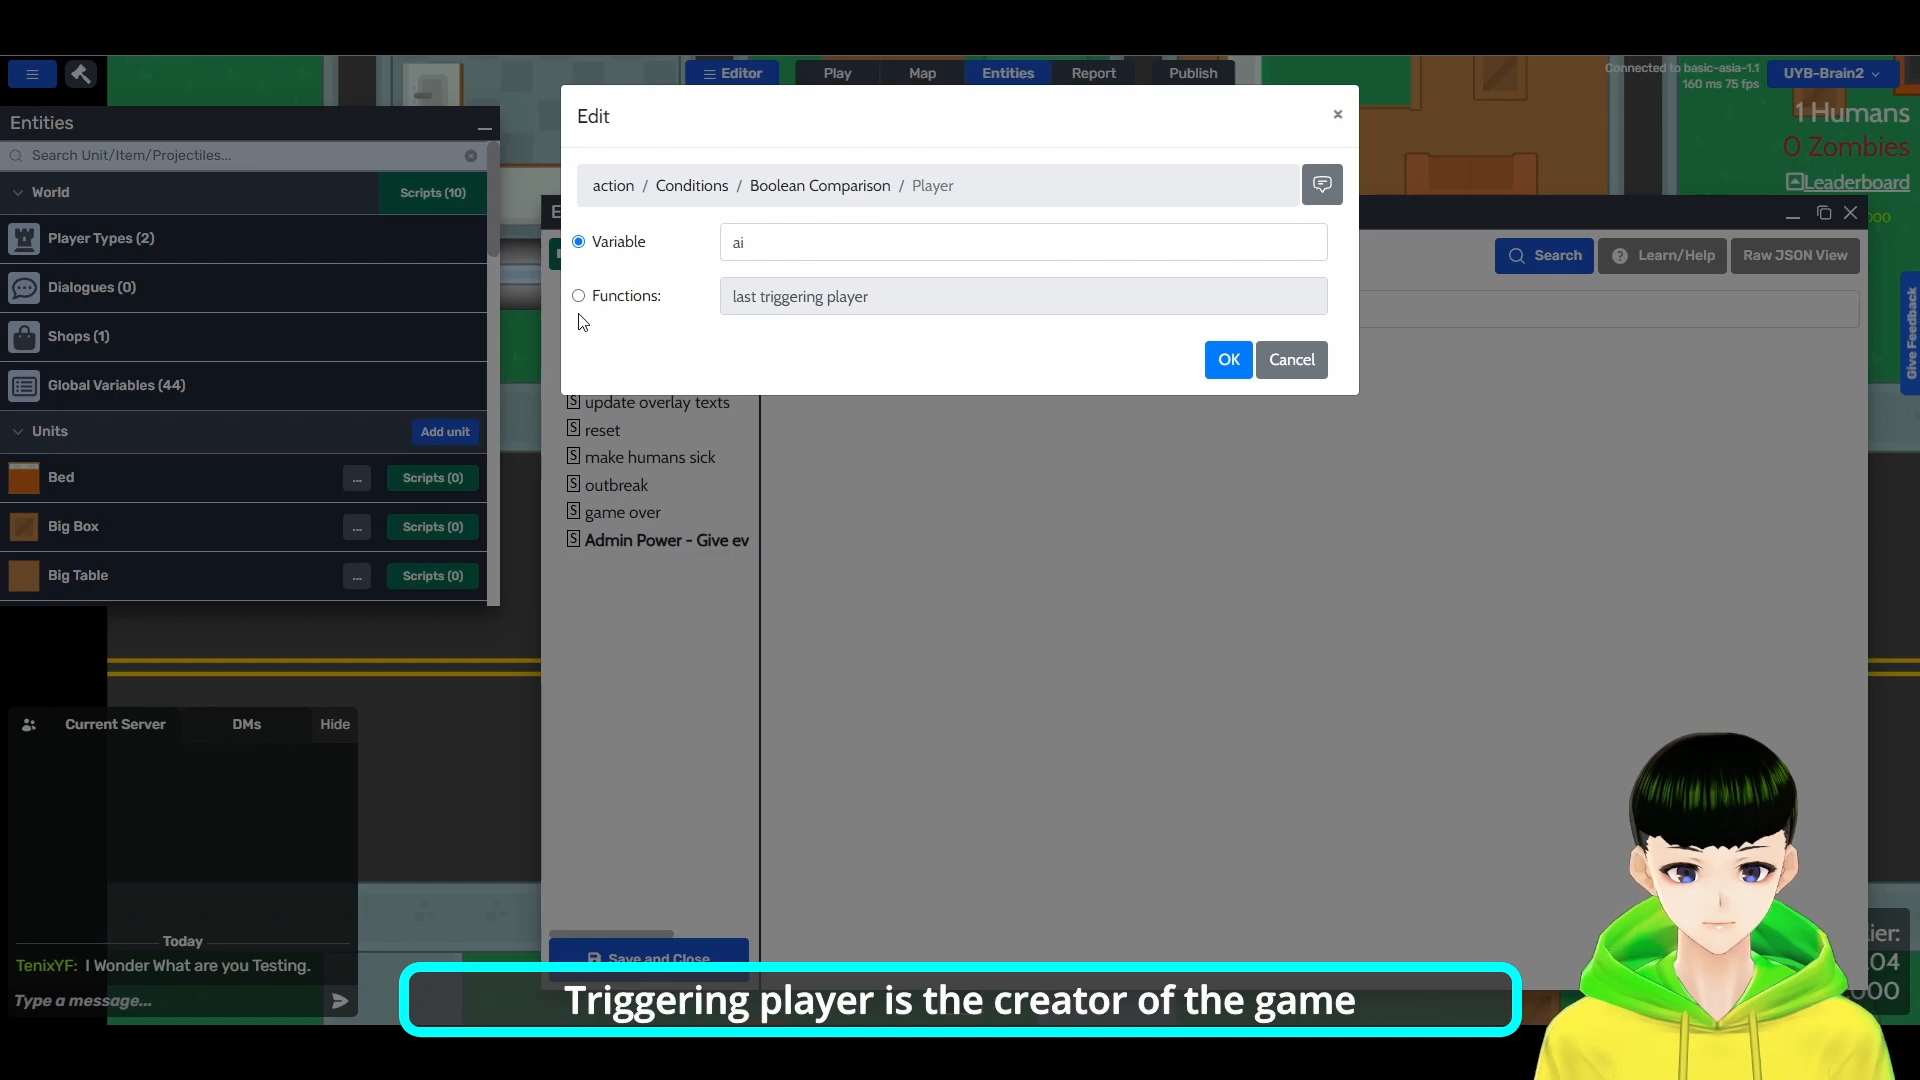 Editor
Play
Map
Entities
Report
Publish
Connected to basic-asia-1.1
160 ms 75 fps
UYB-Brain2
1 Humans
0 Zombies
Leaderboard
Entities
Search Unit/Item/Projectiles...
World
Scripts (10)
Player Types (2)
Dialogues (0)
Shops (1)
Global Variables (44)
Units
Add unit
Bed
...
Scripts (0)
Big Box
...
Scripts (0)
Big Table
...
Scripts (0)
Edit
×
action / Conditions / Boolean Comparison / Player
Variable
ai
Functions:
last triggering player
OK
Cancel
Search
Learn/Help
Raw JSON View
Give Feedback
S update overlay texts
S reset
S make humans sick
S outbreak
S game over
S Admin Power - Give ev
Save and Close
Current Server
DMs
Hide
Today
TenixYF: I Wonder What are you Testing.
Type a message...
Triggering player is the creator of the game